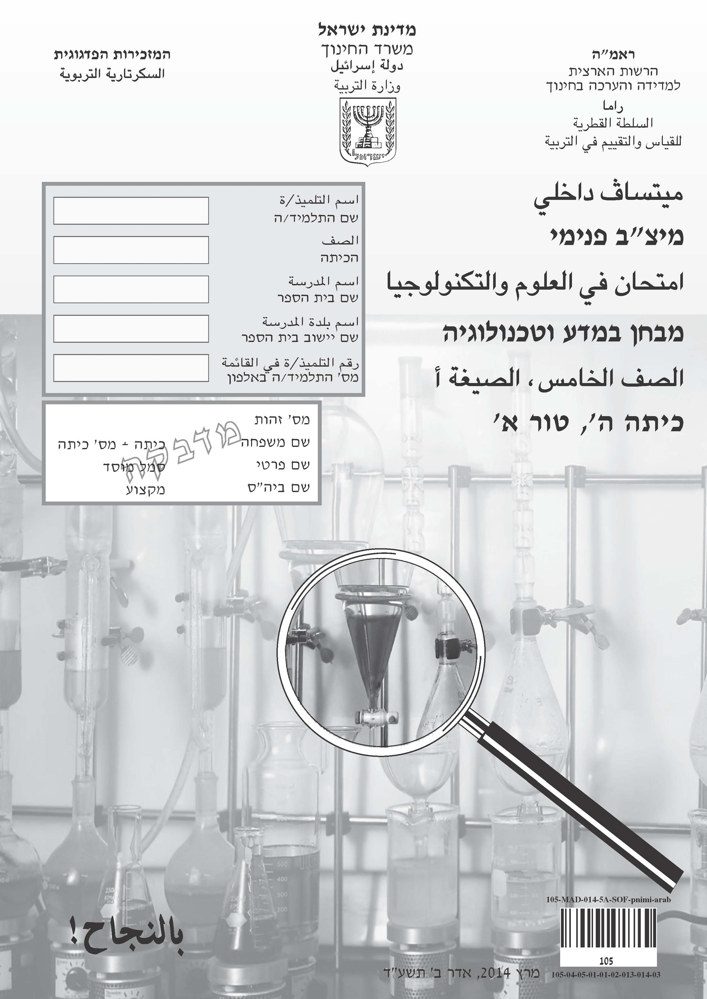 ראמ"ה
הרשות הארצית
למדידה והערכה בחינוך
راما
السلطة القطرية
للقياس والتقييم في التربية
מדינת ישראל
משרד החינוך
دولة إسرائيل
وزارة التربية
ישראל
המזכירות הפדגוגית
السكرتارية التربوية
ميتساڤ داخلي
מיצ"ב פנימי
امتحان في العلوم والتكنولوجيا
מבחן במדע וטכנולוגיה
الصف الخامس، الصيغة أ
כיתה ה', טור א'
اسم التلميذ/ة
שם התלמיד/ה
الصف
הכיתה
اسم المدرسة
שם בית הספר
اسم بلدة المدرسة
שם יישוב בית הספר
رقم التلميذ/ة في القائمة
מס' התלמיד/ה באלפון
מס' זהות
שם משפחה
שם פרטי
שם ביה"ס
כיתה - מס' כיתה
סמל מוסד
מקצוע
מדבקה
500
400
300
200
بالنجاح!
105-MAD-014-5A-SOF-pnimi-arab
105
105-04-05-01-01-02-013-014-03
מרץ 2014, אדר ב' תשע"ד